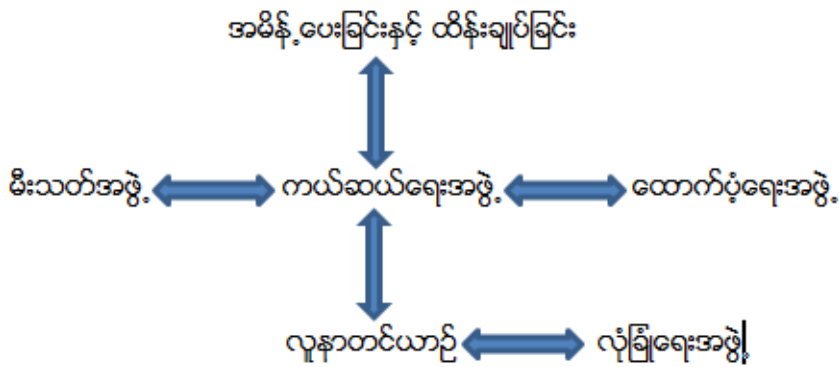 အမိန့်ပေးခြင်းနှင့် ထိန်းချုပ်ခြင်း
မီးသတ်အဖွဲ့ ကယ်ဆယ်ရေးအဖွဲ့ ထောက်ပံ့ရေးအဖွဲ့
လူနာတင်ယာဉ် လုံခြုံရေးအဖွဲ့